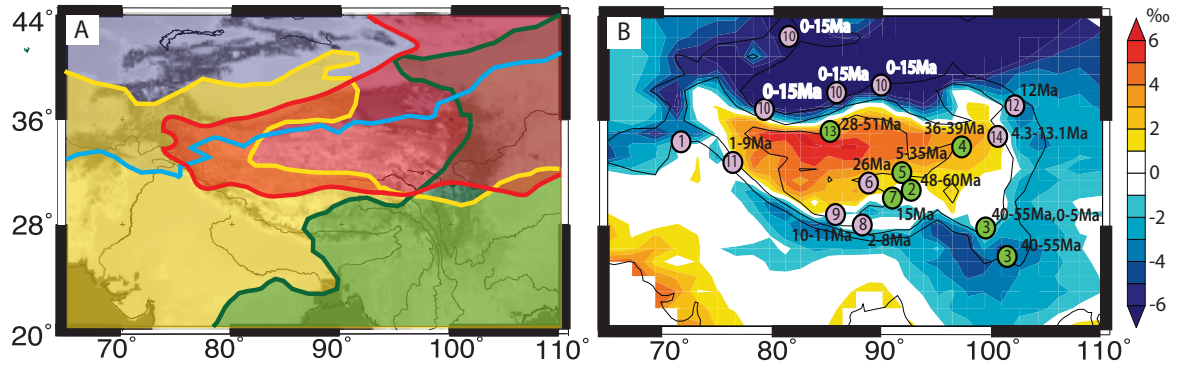 A
44°
36°
28°
20°
70°
80°
90°
100°
110°
B
10 0-15Ma
0-15Ma 0-15Ma
0-15Ma 10 10
10
12Ma
12
13 28-51Ma 36-39Ma 14 4.3-13.1Ma
1 1-9Ma 4
11 5-35Ma
26Ma 5
6 48-60Ma
7 2
15Ma
9 40-55Ma,0-5Ma
8 3
10-11Ma 2-8Ma
3 40-55Ma
70°
80°
90°
100°
110°
‰
6
4
2
0
-2
-4
-6